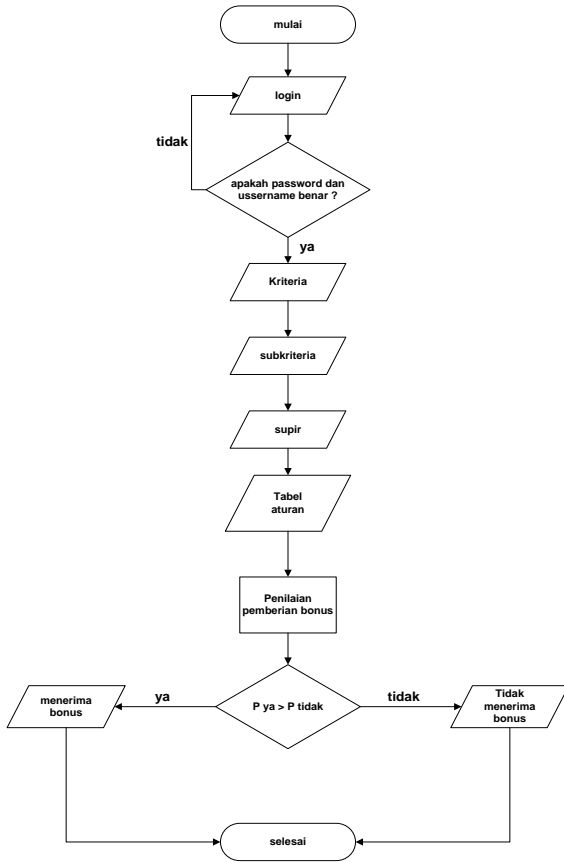 mulai
login
tidak
apakah password dan
ussername benar ?
ya
Kriteria
subkriteria
supir
Tabel
aturan
Penilaian
pemberian bonus
menerima
bonus
ya
P ya > P tidak
tidak
Tidak
menerima
bonus
selesai